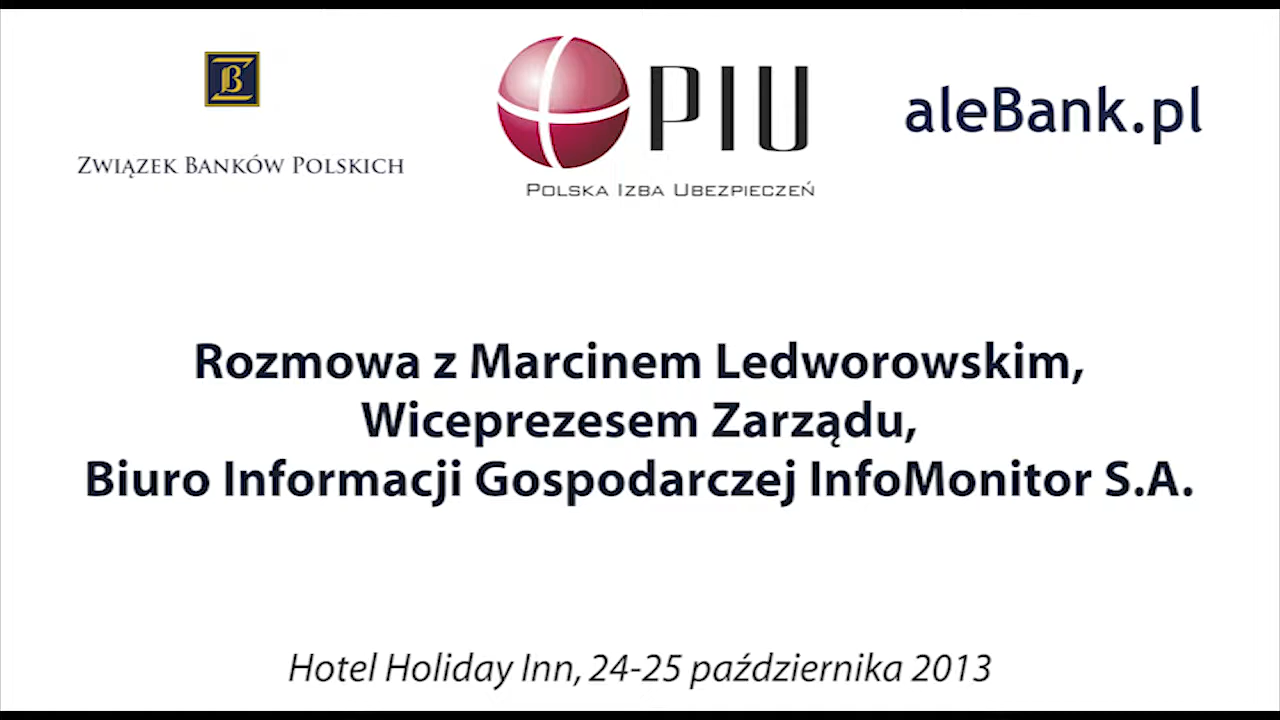 ZB
ZWIĄZEK BANKÓW POLSKICH
PIU
POLSKA IZBA UBEZPIECZEŃ
aleBank.pl
Rozmowa z Marcinem Ledworowskim,
Wiceprezesem Zarządu,
Biuro Informacji Gospodarczej InfoMonitor S.A.
Hotel Holiday Inn, 24-25 października 2013